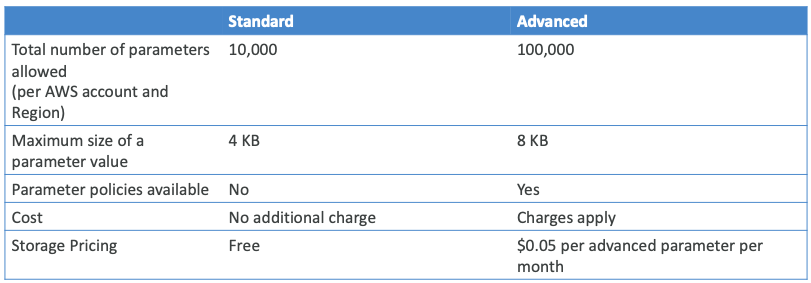 Standard Advanced
Total number of parameters 10,000 100,000
allowed
(per AWS account and
Region)
Maximum size of a 4 KB 8 KB
parameter value
Parameter policies available No Yes
Cost No additional charge Charges apply
Storage Pricing Free $0.05 per advanced parameter per
month